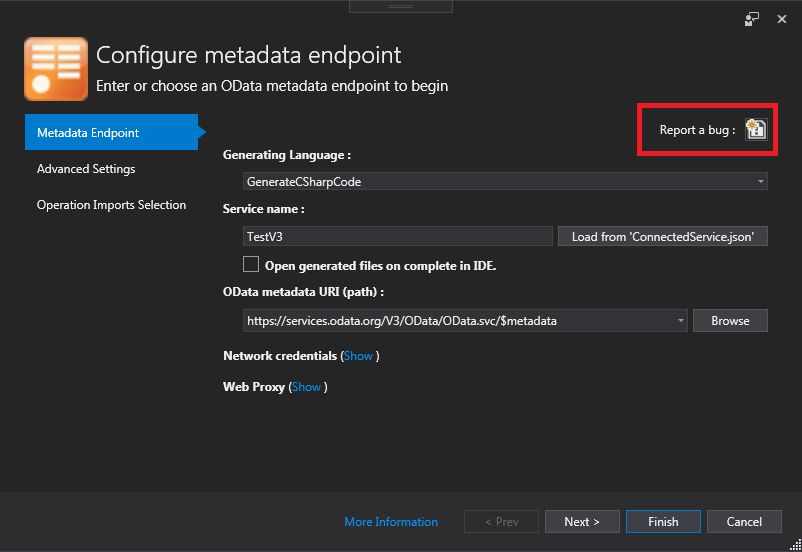 Configure metadata endpoint
Enter or choose an OData metadata endpoint to begin
Metadata Endpoint
Advanced Settings
Operation Imports Selection
Report a bug :
Generating Language :
GenerateCSharpCode
Service name :
TestV3
Load from 'ConnectedService.json'
Open generated files on complete in IDE.
OData metadata URI (path) :
https://services.odata.org/V3/OData/OData.svc/$metadata
Browse
Network credentials (Show )
Web Proxy (Show )
More Information
< Prev
Next >
Finish
Cancel